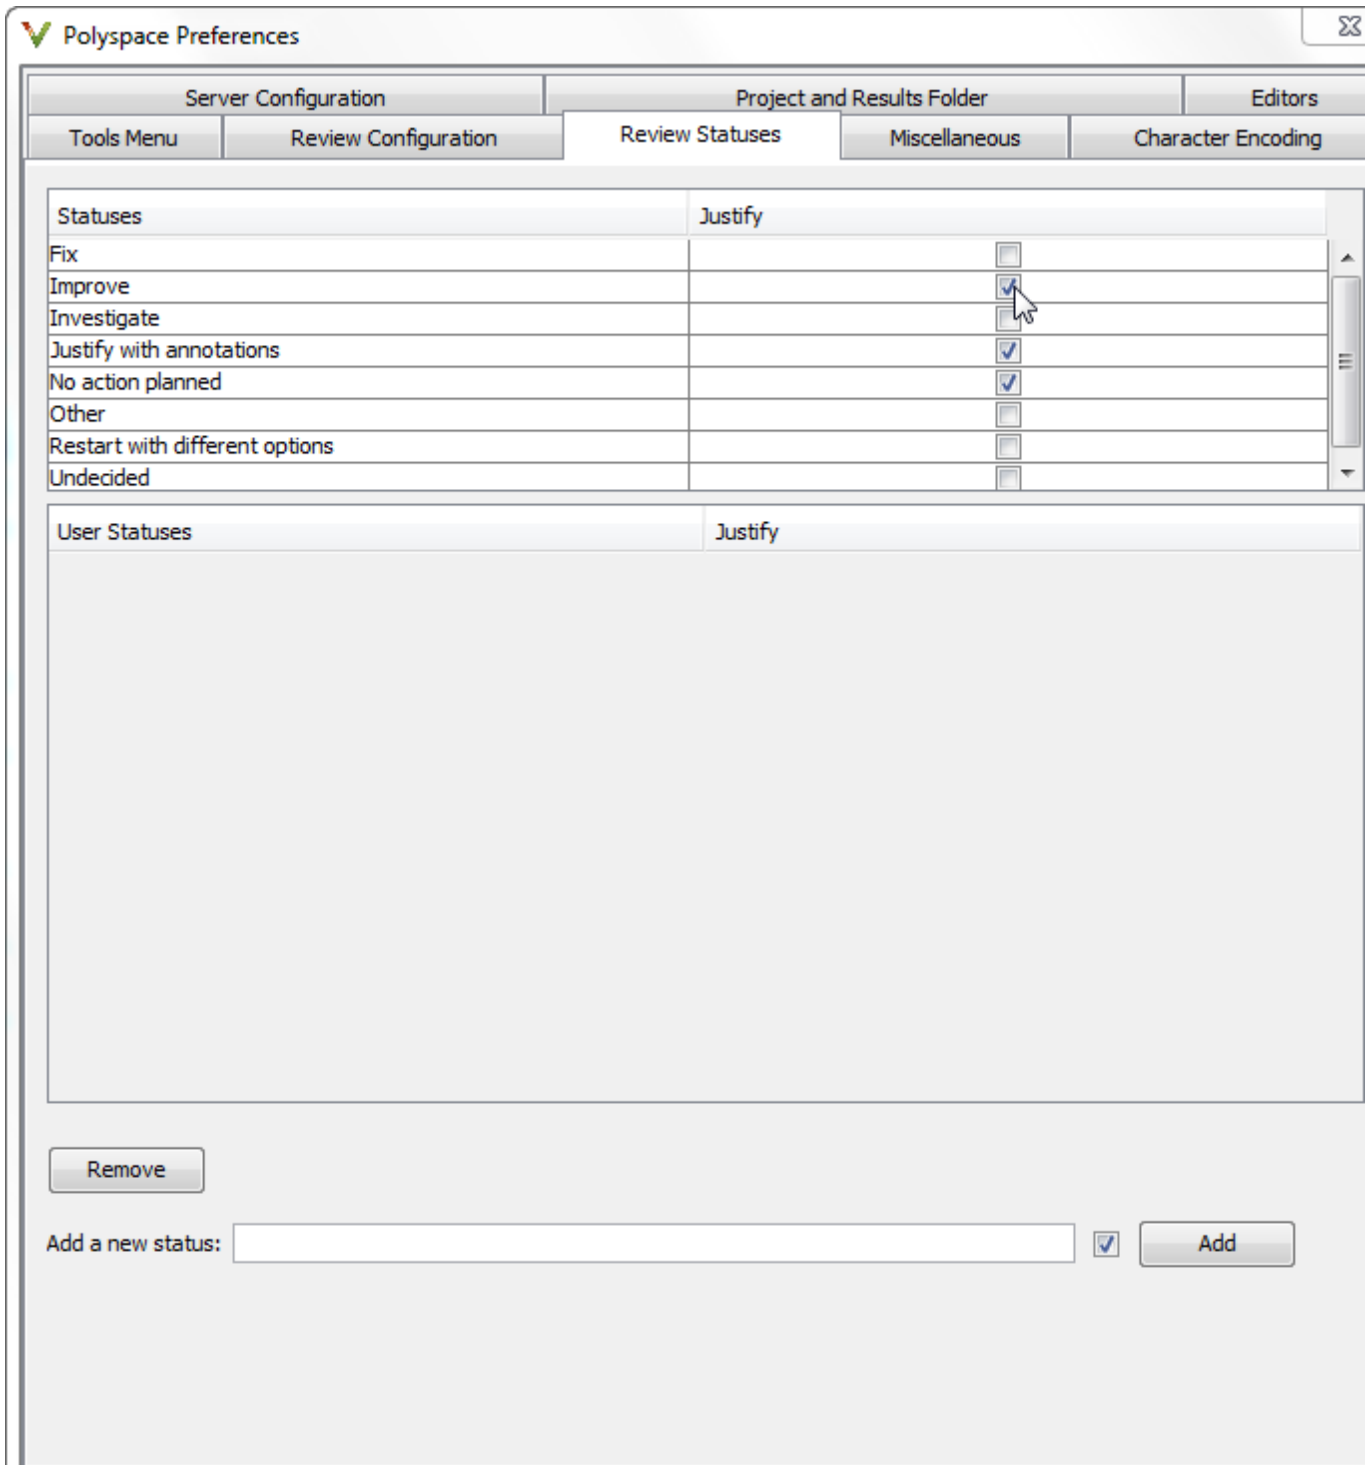 Polyspace Preferences
Server Configuration Project and Results Folder Editors
Tools Menu Review Configuration Review Statuses Miscellaneous Character Encoding
Statuses Justify
Fix
Improve
Investigate
Justify with annotations
No action planned
Other
Restart with different options
Undecided
User Statuses Justify
Remove
Add a new status: Add